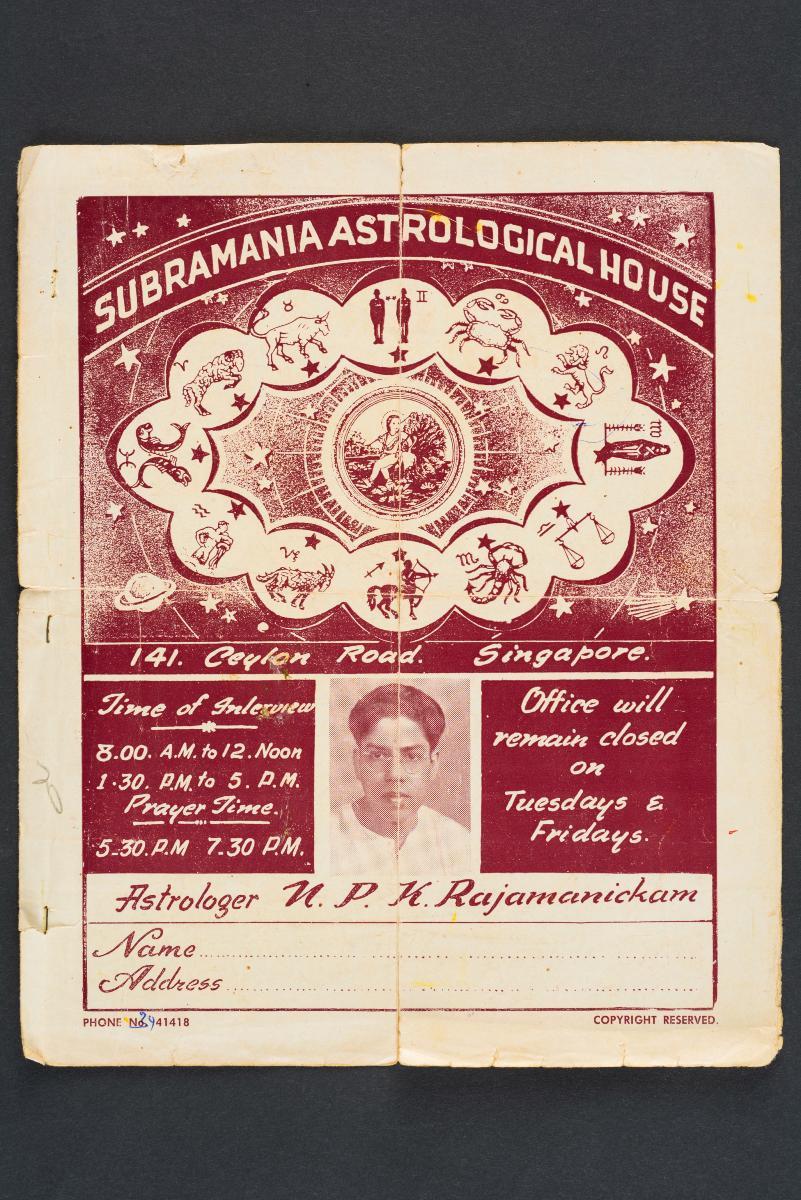 SUBRAMANIA ASTROLOGICAL HOUSE
♈ ♉ II ♋ ♌ ♍
♓ ♒ ♑ ♐ ♏ ♎
141. Ceylon Road. Singapore.
Time of Interview
8.00. A.M. to 12. Noon
1.30. P.M. to 5. P.M.
Prayer Time.
5-30. P.M 7.30 P.M.
Office will
remain closed
on
Tuesdays &
Fridays.
Astrologer N. P. K. Rajamanickam
Name
Address
PHONE No. 41418
COPYRIGHT RESERVED.